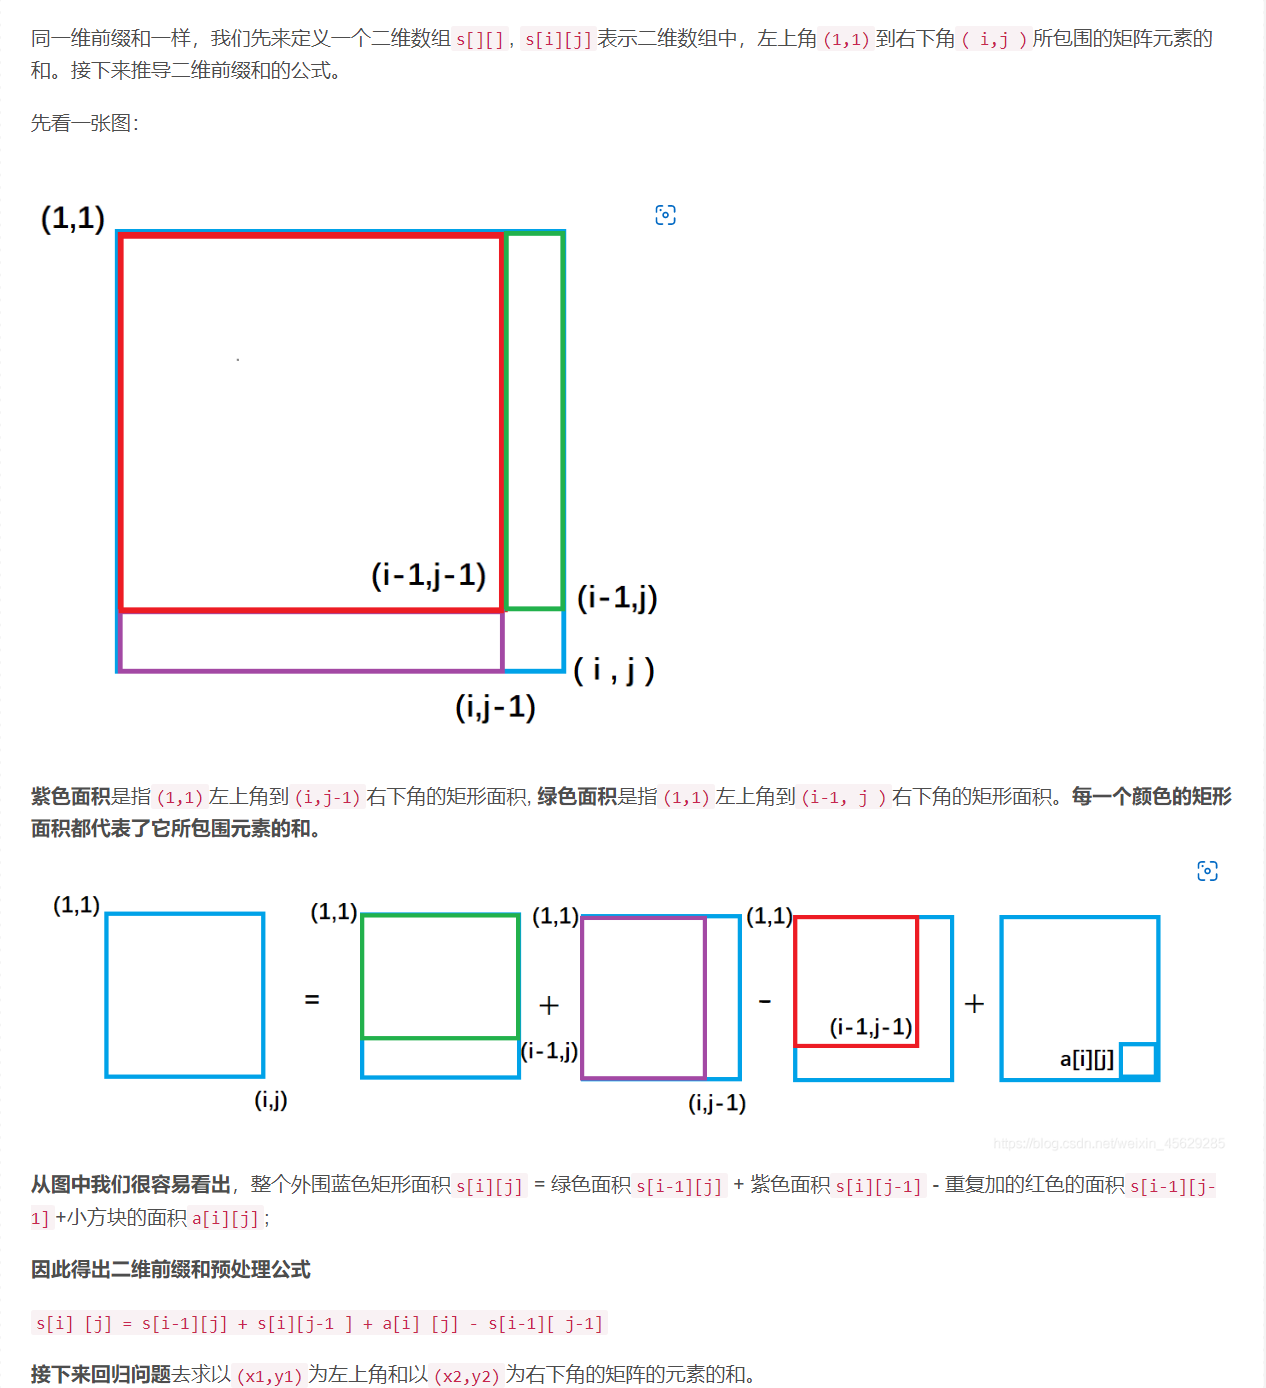 同一维前缀和一样，我们先来定义一个二维数组 s[][] , s[i][j] 表示二维数组中，左上角 (1,1) 到右下角 ( i,j ) 所包围的矩阵元素的
和。接下来推导二维前缀和的公式。
先看一张图：
(1,1)
(i-1,j-1)
(i-1,j)
( i , j )
(i,j-1)
紫色面积是指 (1,1) 左上角到 (i,j-1) 右下角的矩形面积, 绿色面积是指 (1,1) 左上角到 (i-1, j ) 右下角的矩形面积。每一个颜色的矩形
面积都代表了它所包围元素的和。
(1,1) (1,1) (1,1) (1,1)
= + - +
(i-1,j) (i-1,j-1) a[i][j]
(i,j) (i,j-1)
https://blog.csdn.net/weixin_45629285
从图中我们很容易看出，整个外围蓝色矩形面积 s[i][j] = 绿色面积 s[i-1][j] + 紫色面积 s[i][j-1] - 重复加的红色的面积 s[i-1][j-
1] +小方块的面积 a[i][j] ;
因此得出二维前缀和预处理公式
s[i] [j] = s[i-1][j] + s[i][j-1 ] + a[i] [j] - s[i-1][ j-1]
接下来回归问题去求以 (x1,y1) 为左上角和以 (x2,y2) 为右下角的矩阵的元素的和。